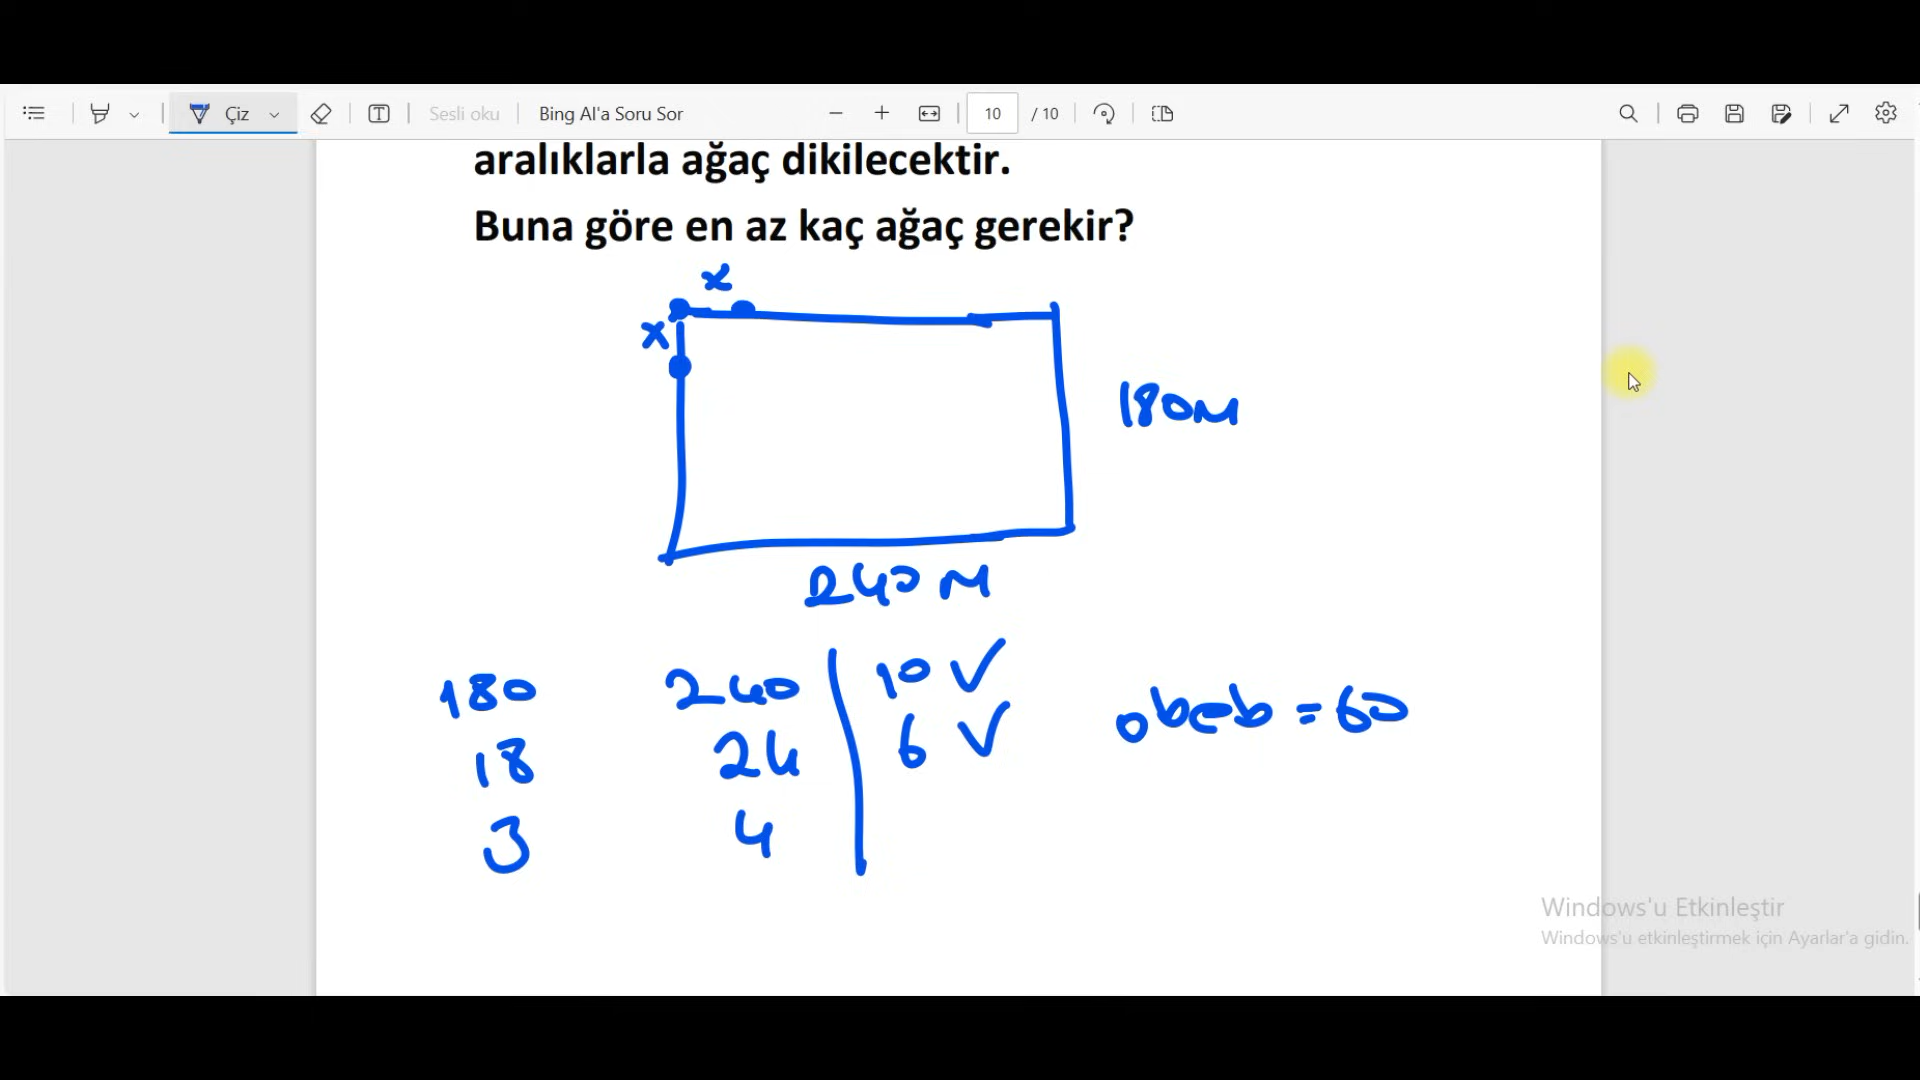 Çiz
Sesli oku
Bing AI'a Soru Sor
10 / 10
aralıklarla ağaç dikilecektir.
Buna göre en az kaç ağaç gerekir?
x
x
180M
240M
180 240 10
18 24 6
obeb = 60
3 4
Windows'u Etkinleştir
Windows'u etkinleştirmek için Ayarlar'a gidin.